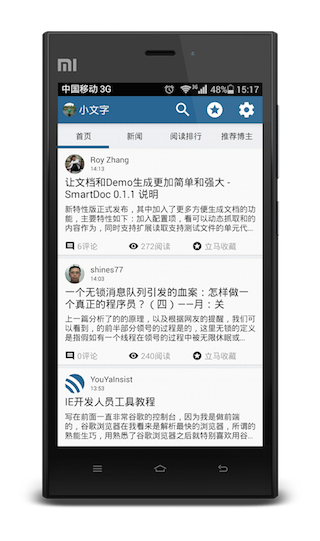 MI
中国移动 3G
3G
48%
15:17
小文字
首页
新闻
阅读排行
推荐博主
Roy Zhang
14:13
让文档和Demo生成更加简单和强大 -
SmartDoc 0.1.1 说明
新特性版正式发布，其中加入了更多方便生成文档的功
能，主要特性如下：加入配置项，看可以动态抓取和的
内容作为，同时支持扩展读取支持测试文件的单元代...
6评论
272阅读
立马收藏
shines77
14:03
一个无锁消息队列引发的血案：怎样做一
个真正的程序员？（四）——月：关
上一篇分析了的的原理，以及根据网友的提醒，我们可
以看到，的前半部分领号的过程是的，这里无锁的定义
是指假如有一个线程在领号的过程中被无限休眠或...
0评论
240阅读
立马收藏
YouYaInsist
13:53
IE开发人员工具教程
写在前面一直非常谷歌的控制台，因为我是做前端
的，谷歌浏览器在我看来是解析最快的浏览器，所谓的
熟能生巧，用熟悉了谷歌浏览器之后就特别喜欢用谷...